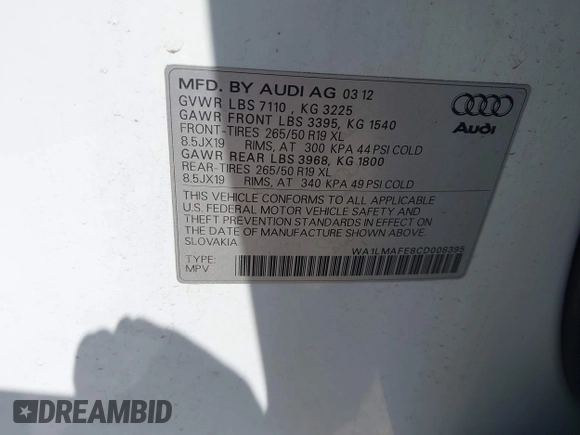 MFD. BY AUDI AG 03 12
GVWR LBS 7110 , KG 3225
GAWR FRONT LBS 3395, KG 1540
FRONT-TIRES 265/50 R19 XL
8.5JX19 RIMS, AT 300 KPA 44 PSI COLD
GAWR REAR LBS 3968, KG 1800
REAR-TIRES 265/50 R19 XL
8.5JX19 RIMS, AT 340 KPA 49 PSI COLD
Audi
THIS VEHICLE CONFORMS TO ALL APPLICABLE
U.S. FEDERAL MOTOR VEHICLE SAFETY AND
THEFT PREVENTION STANDARDS IN EFFECT ON
THE DATE OF MANUFACTURE SHOWN ABOVE.
SLOVAKIA
WA1LMAFE8CD008395
TYPE:
MPV
DREAMBID